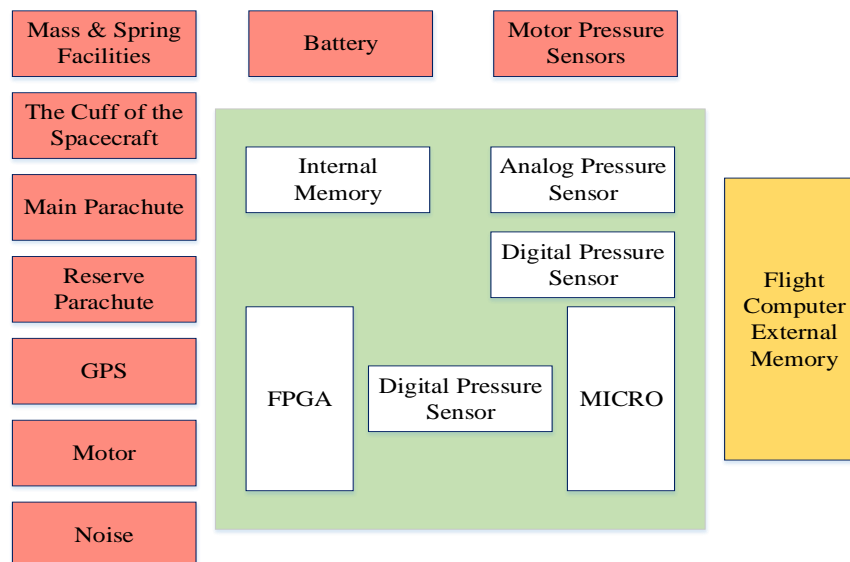 Mass & Spring
Facilities
Battery
Motor Pressure
Sensors
The Cuff of the
Spacecraft
Internal
Memory
Analog Pressure
Sensor
Main Parachute
Digital Pressure
Sensor
Reserve
Parachute
Flight
Computer
External
Memory
GPS
FPGA
Digital Pressure
Sensor
MICRO
Motor
Noise